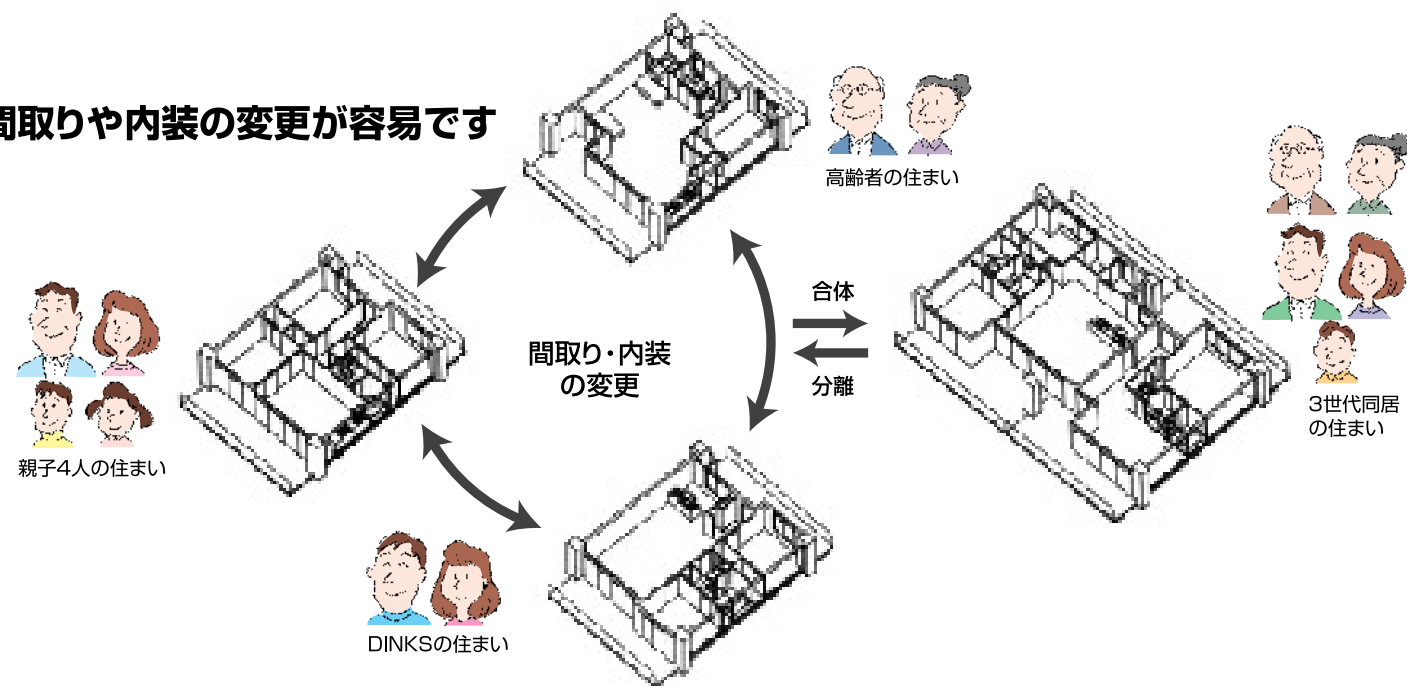 間取りや内装の変更が容易です
高齢者の住まい
合体
間取り・内装
の変更
分離
3世代同居
の住まい
親子4人の住まい
DINKSの住まい